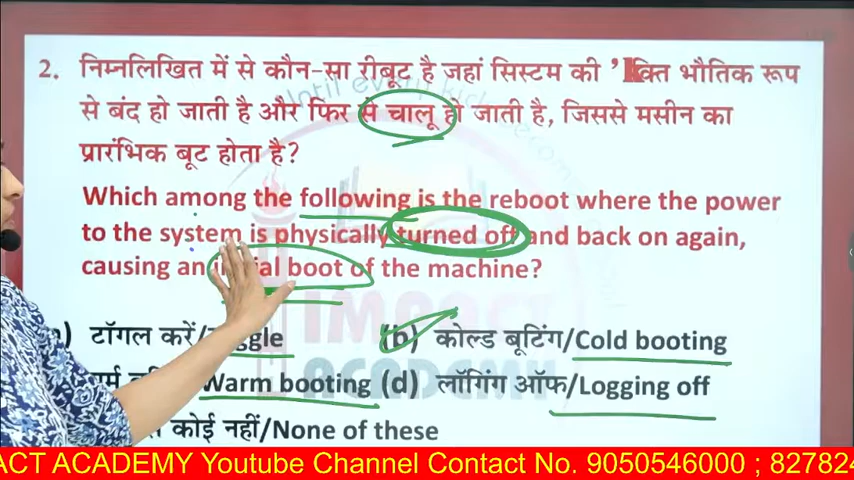 2. निम्नलिखित में से कौन-सा रीबूट है जहां सिस्टम की भौतिक रूप
से बंद हो जाती है और फिर से चालू हो जाती है, जिससे मसीन का
प्रारंभिक बूट होता है?
Which among the following is the reboot where the power
to the system is physically turned off and back on again,
causing an boot of the machine?
टॉगल करें/ (b) कोल्ड बूटिंग/Cold booting
Warm booting (d) लॉगिंग ऑफ/Logging off
कोई नहीं/None of these
IMPACT
ACADEMY
ACT ACADEMY Youtube Channel Contact No. 9050546000 ; 827824